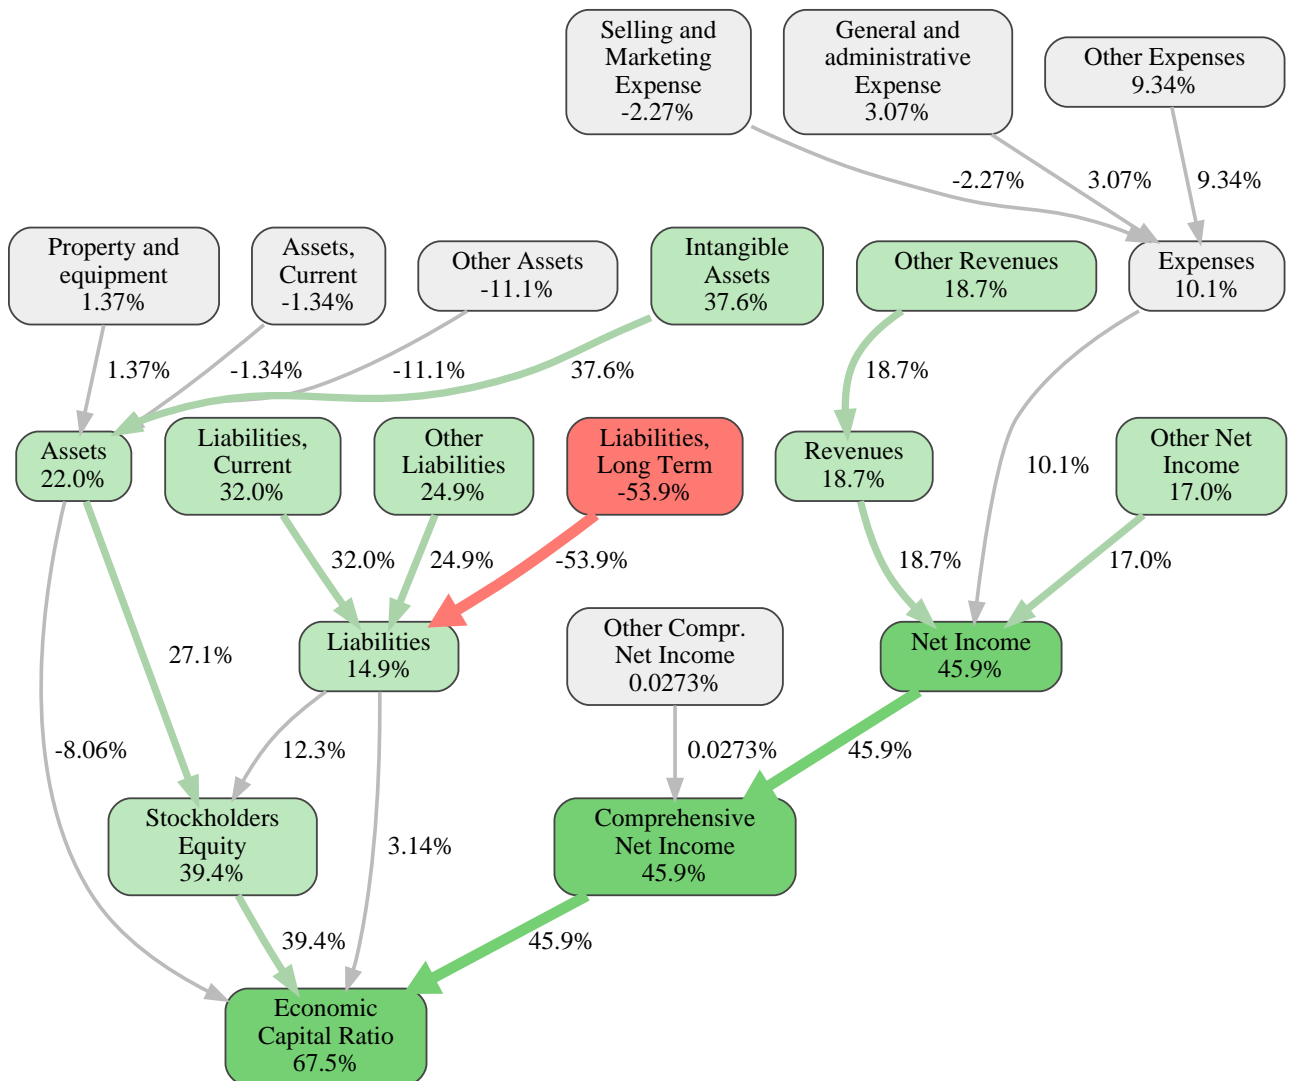 Selling and
Marketing
Expense
-2.27%
General and
administrative
Expense
3.07%
Other Expenses
9.34%
-2.27%
3.07%
9.34%
Property and
equipment
1.37%
Assets,
Current
-1.34%
Other Assets
-11.1%
Intangible
Assets
37.6%
Other Revenues
18.7%
Expenses
10.1%
1.37%
-1.34%
-11.1%
37.6%
18.7%
Assets
22.0%
Liabilities,
Current
32.0%
Other
Liabilities
24.9%
Liabilities,
Long Term
-53.9%
Revenues
18.7%
10.1%
Other Net
Income
17.0%
32.0%
24.9%
-53.9%
18.7%
17.0%
27.1%
Liabilities
14.9%
Other Compr.
Net Income
0.0273%
Net Income
45.9%
-8.06%
12.3%
0.0273%
45.9%
Stockholders
Equity
39.4%
3.14%
Comprehensive
Net Income
45.9%
39.4%
45.9%
Economic
Capital Ratio
67.5%